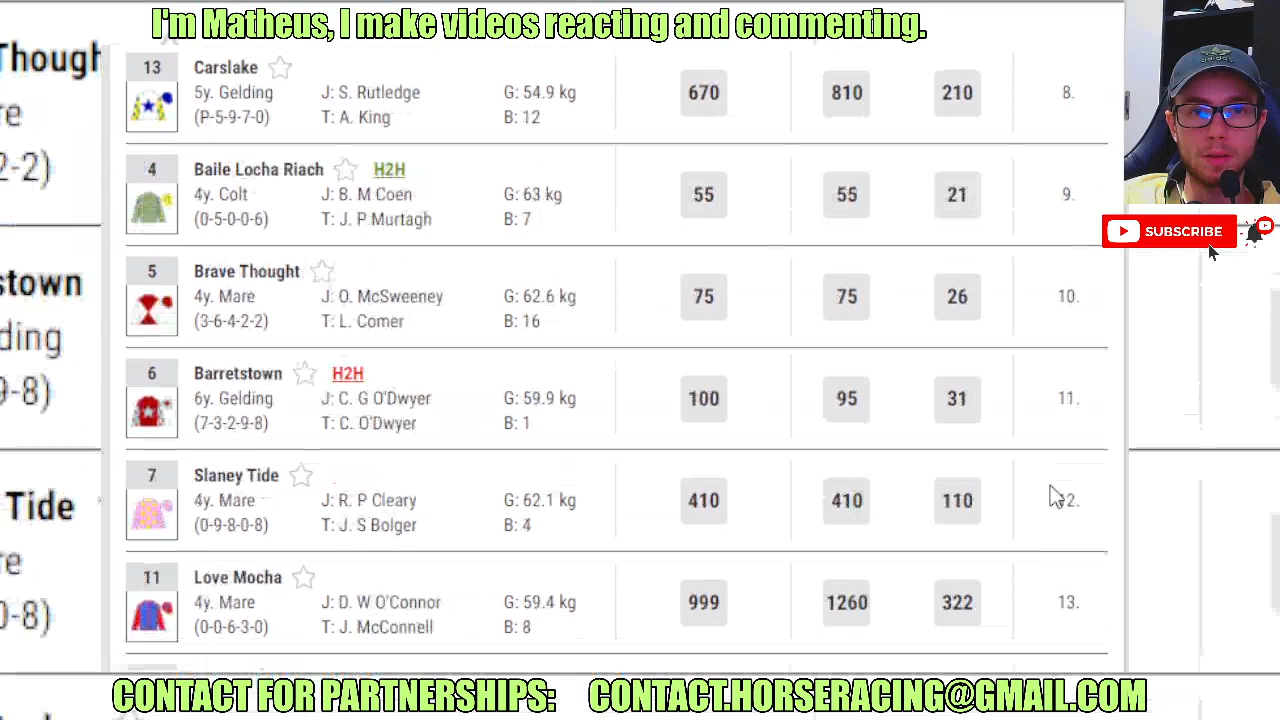 I'm Matheus, I make videos reacting and commenting.
Though
re
2-2)
stown
ding
9-8)
Tide
re
0-8)
13 Carslake
5y. Gelding J: S. Rutledge G: 54.9 kg 670 810 210 8.
(P-5-9-7-0) T: A. King B: 12
4 Baile Locha Riach H2H
4y. Colt J: B. M Coen G: 63 kg 55 55 21 9.
(0-5-0-0-6) T: J. P Murtagh B: 7
5 Brave Thought
4y. Mare J: O. McSweeney G: 62.6 kg 75 75 26 10.
(3-6-4-2-2) T: L. Comer B: 16
6 Barretstown H2H
6y. Gelding J: C. G O'Dwyer G: 59.9 kg 100 95 31 11.
(7-3-2-9-8) T: C. O'Dwyer B: 1
7 Slaney Tide
4y. Mare J: R. P Cleary G: 62.1 kg 410 410 110 2.
(0-9-8-0-8) T: J. S Bolger B: 4
11 Love Mocha
4y. Mare J: D. W O'Connor G: 59.4 kg 999 1260 322 13.
(0-0-6-3-0) T: J. McConnell B: 8
adidas
SUBSCRIBE
CONTACT FOR PARTNERSHIPS: CONTACT.HORSERACING@GMAIL.COM